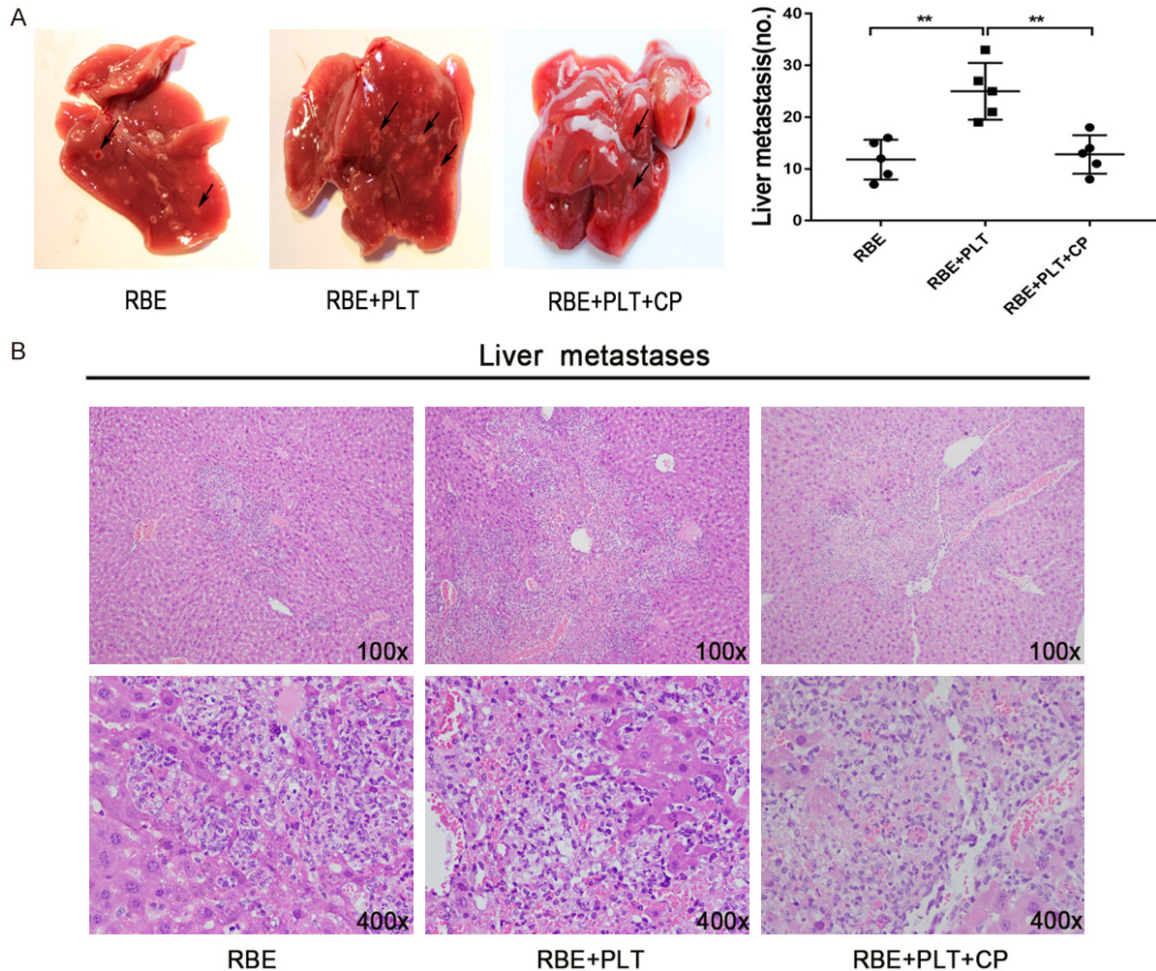 A
RBE
RBE+PLT
RBE+PLT+CP
Liver metastasis(no.)
40
30
20
10
0
**
**
RBE
RBE+PLT
RBE+PLT+CP
B
Liver metastases
100x
100x
100x
400x
400x
400x
RBE
RBE+PLT
RBE+PLT+CP